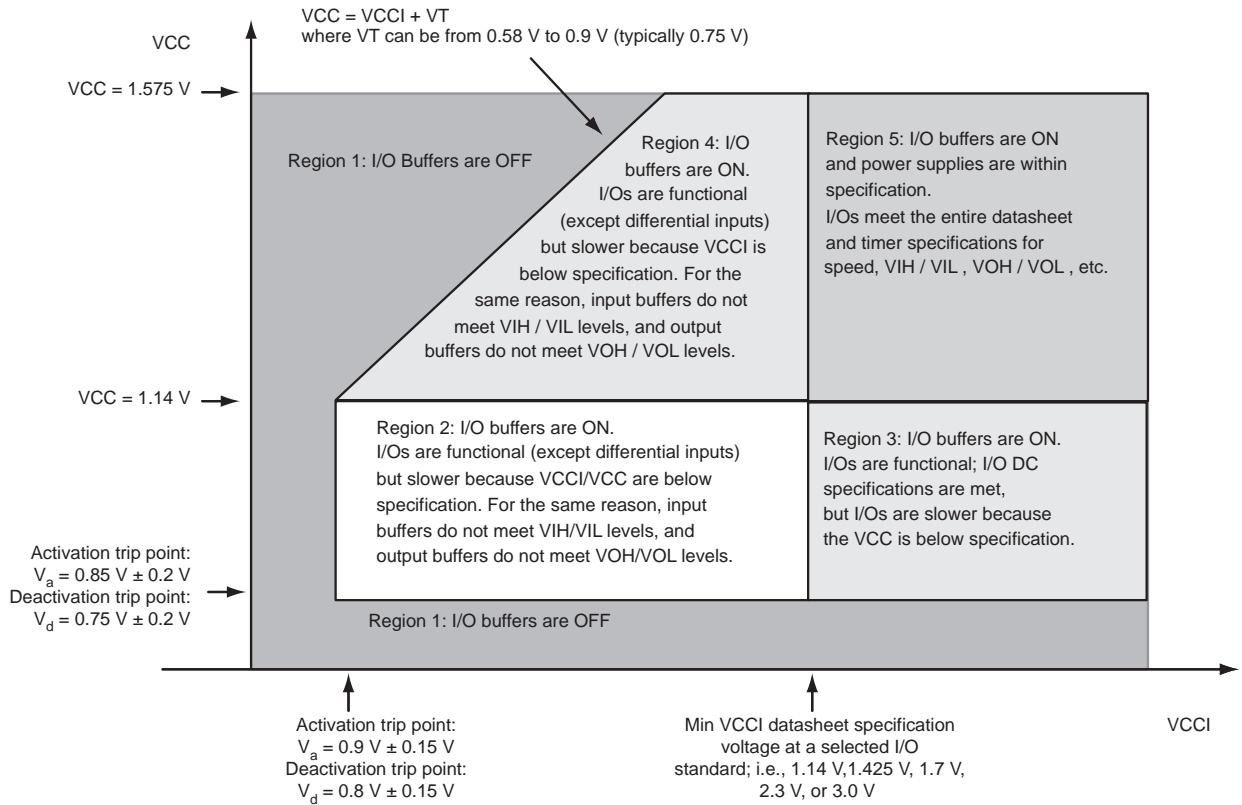 VCC = VCCI + VT
where VT can be from 0.58 V to 0.9 V (typically 0.75 V)
VCC
VCC = 1.575 V
Region 1: I/O Buffers are OFF
Region 4: I/O
buffers are ON.
I/Os are functional
(except differential inputs)
but slower because VCCI is
below specification. For the
same reason, input buffers do not
meet VIH / VIL levels, and output
buffers do not meet VOH / VOL levels.
Region 5: I/O buffers are ON
and power supplies are within
specification.
I/Os meet the entire datasheet
and timer specifications for
speed, VIH / VIL , VOH / VOL , etc.
VCC = 1.14 V
Region 2: I/O buffers are ON.
I/Os are functional (except differential inputs)
but slower because VCCI/VCC are below
specification. For the same reason, input
buffers do not meet VIH/VIL levels, and
output buffers do not meet VOH/VOL levels.
Region 3: I/O buffers are ON.
I/Os are functional; I/O DC
specifications are met,
but I/Os are slower because
the VCC is below specification.
Activation trip point:
Va = 0.85 V ± 0.2 V
Deactivation trip point:
Vd = 0.75 V ± 0.2 V
Region 1: I/O buffers are OFF
Activation trip point:
Va = 0.9 V ± 0.15 V
Deactivation trip point:
Vd = 0.8 V ± 0.15 V
Min VCCI datasheet specification
voltage at a selected I/O
standard; i.e., 1.14 V,1.425 V, 1.7 V,
2.3 V, or 3.0 V
VCCI